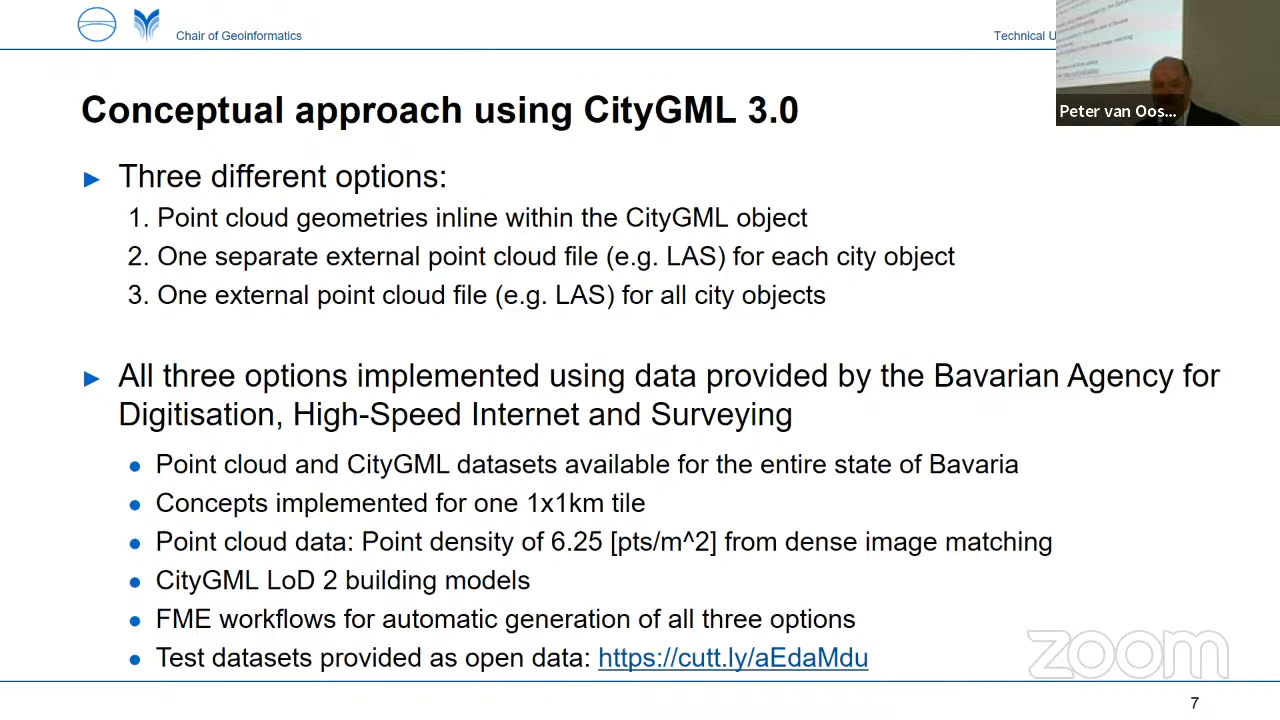 Chair of Geoinformatics
Technical U
Peter van Oos...
Conceptual approach using CityGML 3.0
► Three different options:
1. Point cloud geometries inline within the CityGML object
2. One separate external point cloud file (e.g. LAS) for each city object
3. One external point cloud file (e.g. LAS) for all city objects
► All three options implemented using data provided by the Bavarian Agency for
Digitisation, High-Speed Internet and Surveying
● Point cloud and CityGML datasets available for the entire state of Bavaria
● Concepts implemented for one 1x1km tile
● Point cloud data: Point density of 6.25 [pts/m^2] from dense image matching
● CityGML LoD 2 building models
● FME workflows for automatic generation of all three options
● Test datasets provided as open data: https://cutt.ly/aEdaMdu
zoom
7